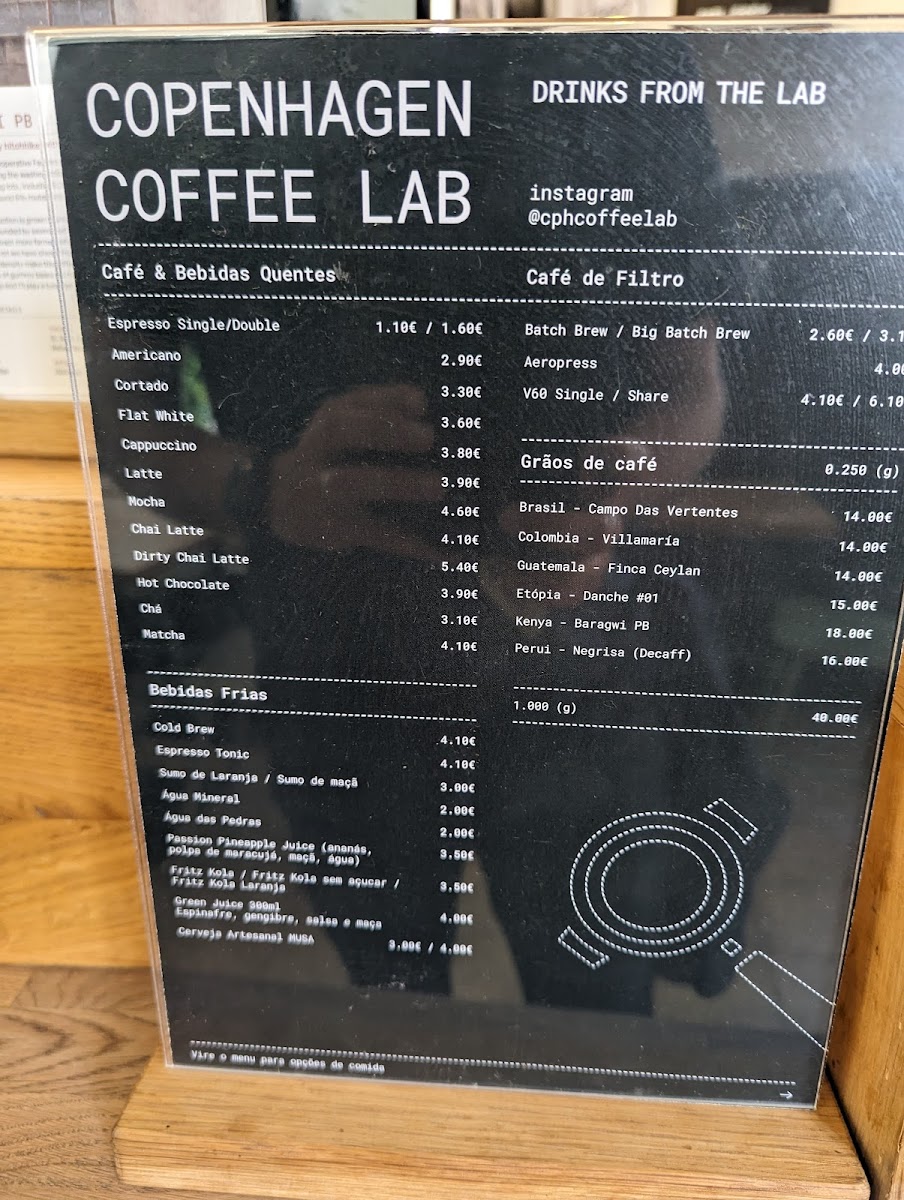 COPENHAGEN
COFFEE LAB
DRINKS FROM THE LAB
instagram
@cphcoffeelab
Café & Bebidas Quentes
Espresso Single/Double 1.10€ / 1.60€
Americano 2.90€
Cortado 3.30€
Flat White 3.60€
Cappuccino 3.80€
Latte 3.90€
Mocha 4.60€
Chai Latte 4.10€
Dirty Chai Latte 5.40€
Hot Chocolate 3.90€
Chá 3.10€
Matcha 4.10€
Bebidas Frias
Cold Brew 4.10€
Espresso Tonic 4.10€
Sumo de Laranja / Sumo de maçã 3.00€
Água Mineral 2.00€
Água das Pedras 2.00€
Passion Pineapple Juice (ananás,
polpa de maracujá, maçã, água) 3.50€
Fritz Kola / Fritz Kola sem açucar /
Fritz Kola Laranja 3.50€
Green Juice 300ml
Espinafre, gengibre, salsa e maça 4.00€
Cerveja Artesanal MUSA 3.00€ / 4.00€
Vire o menu para opções de comida
Café de Filtro
Batch Brew / Big Batch Brew 2.60€ / 3.1
Aeropress 4.00
V60 Single / Share 4.10€ / 6.10
Grãos de café 0.250 (g)
Brasil - Campo Das Vertentes 14.00€
Colombia - Villamaría 14.00€
Guatemala - Finca Ceylan 14.00€
Etópia - Danche #01 15.00€
Kenya - Baragwi PB 18.00€
Perui - Negrisa (Decaff) 16.00€
1.000 (g) 40.00€
PB